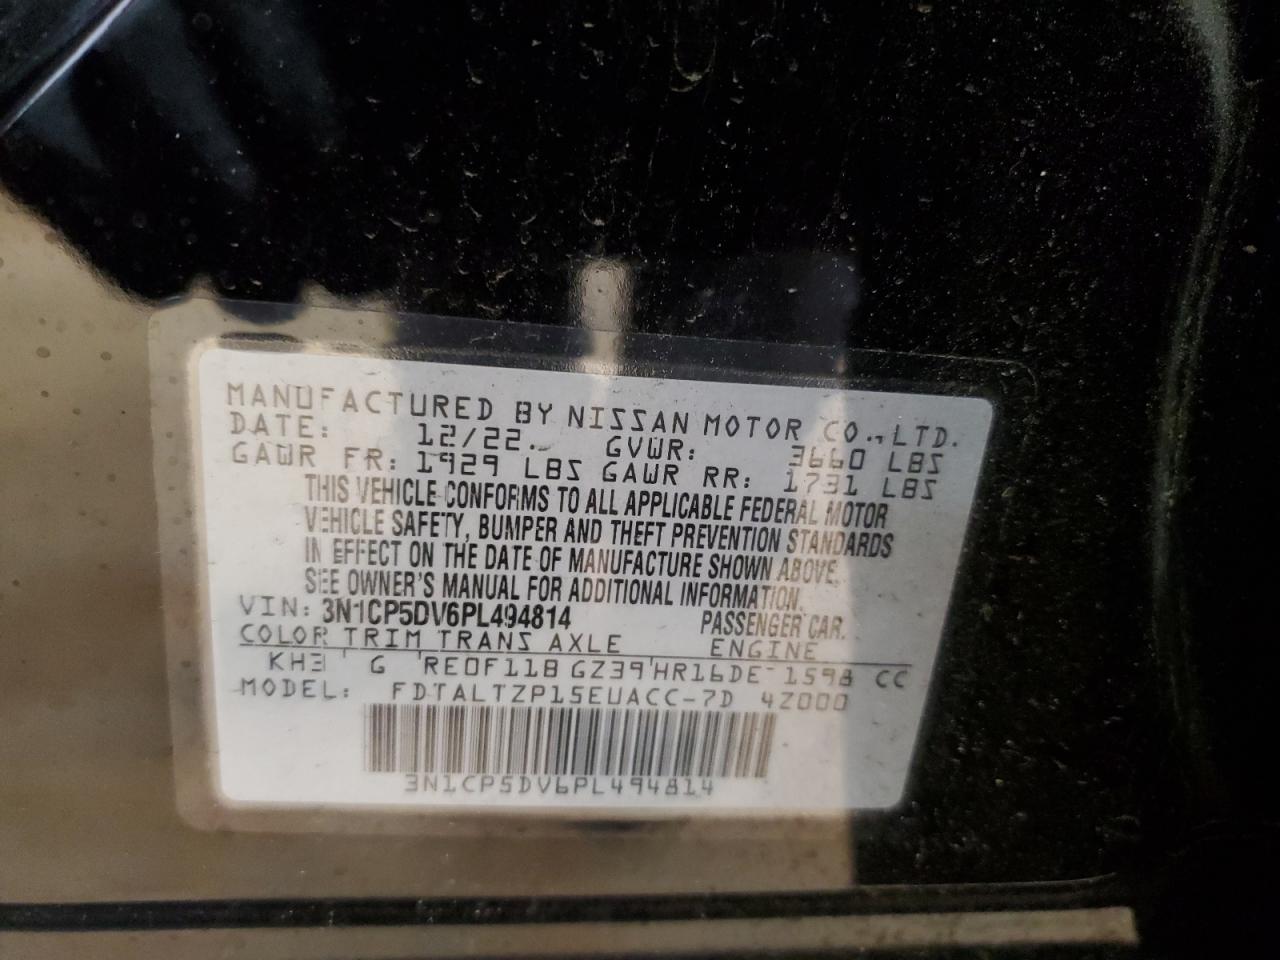 MANUFACTURED BY NISSAN MOTOR CO., LTD.
DATE: 12/22. GVWR: 3660 LBS
GAWR FR: 1929 LBS GAWR RR: 1731 LBS
THIS VEHICLE CONFORMS TO ALL APPLICABLE FEDERAL MOTOR
VEHICLE SAFETY, BUMPER AND THEFT PREVENTION STANDARDS
IN EFFECT ON THE DATE OF MANUFACTURE SHOWN ABOVE.
SEE OWNER'S MANUAL FOR ADDITIONAL INFORMATION.
VIN: 3N1CP5DV6PL494814 PASSENGER CAR.
COLOR TRIM TRANS AXLE ENGINE
KH3 G RE0F11B GZ39 HR16DE 1598 CC
MODEL: FDTALTZP15EUACC-7D 4Z000
3N1CP5DV6PL494814